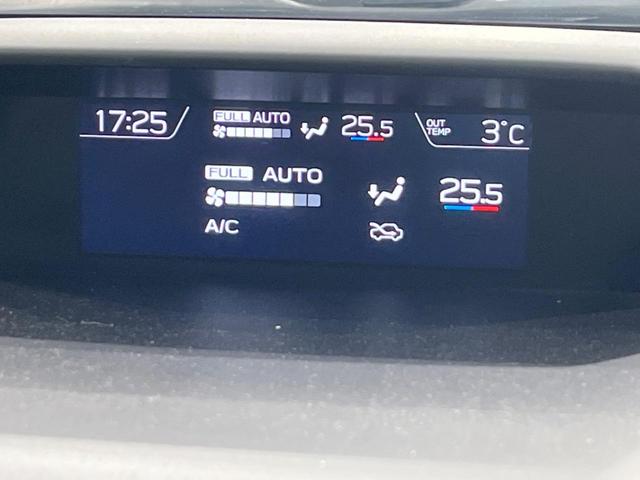 17:25 FULL AUTO 25.5 OUT TEMP 3°C
FULL AUTO
25.5
A/C